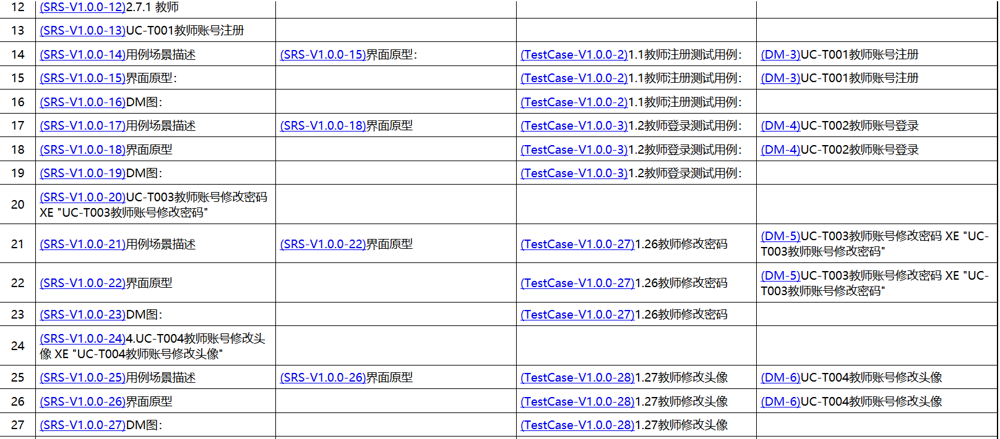 12 (SRS-V1.0.0-12)2.7.1 教师
13 (SRS-V1.0.0-13)UC-T001教师账号注册
14 (SRS-V1.0.0-14)用例场景描述 (SRS-V1.0.0-15)界面原型： (TestCase-V1.0.0-2)1.1教师注册测试用例： (DM-3)UC-T001教师账号注册
15 (SRS-V1.0.0-15)界面原型： (TestCase-V1.0.0-2)1.1教师注册测试用例： (DM-3)UC-T001教师账号注册
16 (SRS-V1.0.0-16)DM图： (TestCase-V1.0.0-2)1.1教师注册测试用例：
17 (SRS-V1.0.0-17)用例场景描述 (SRS-V1.0.0-18)界面原型 (TestCase-V1.0.0-3)1.2教师登录测试用例： (DM-4)UC-T002教师账号登录
18 (SRS-V1.0.0-18)界面原型 (TestCase-V1.0.0-3)1.2教师登录测试用例： (DM-4)UC-T002教师账号登录
19 (SRS-V1.0.0-19)DM图： (TestCase-V1.0.0-3)1.2教师登录测试用例：
20 (SRS-V1.0.0-20)UC-T003教师账号修改密码
XE "UC-T003教师账号修改密码"
21 (SRS-V1.0.0-21)用例场景描述 (SRS-V1.0.0-22)界面原型 (TestCase-V1.0.0-27)1.26教师修改密码 (DM-5)UC-T003教师账号修改密码 XE "UC-
T003教师账号修改密码"
22 (SRS-V1.0.0-22)界面原型 (TestCase-V1.0.0-27)1.26教师修改密码 (DM-5)UC-T003教师账号修改密码 XE "UC-
T003教师账号修改密码"
23 (SRS-V1.0.0-23)DM图： (TestCase-V1.0.0-27)1.26教师修改密码
24 (SRS-V1.0.0-24)4.UC-T004教师账号修改头
像 XE "UC-T004教师账号修改头像"
25 (SRS-V1.0.0-25)用例场景描述 (SRS-V1.0.0-26)界面原型 (TestCase-V1.0.0-28)1.27教师修改头像 (DM-6)UC-T004教师账号修改头像
26 (SRS-V1.0.0-26)界面原型 (TestCase-V1.0.0-28)1.27教师修改头像 (DM-6)UC-T004教师账号修改头像
27 (SRS-V1.0.0-27)DM图： (TestCase-V1.0.0-28)1.27教师修改头像